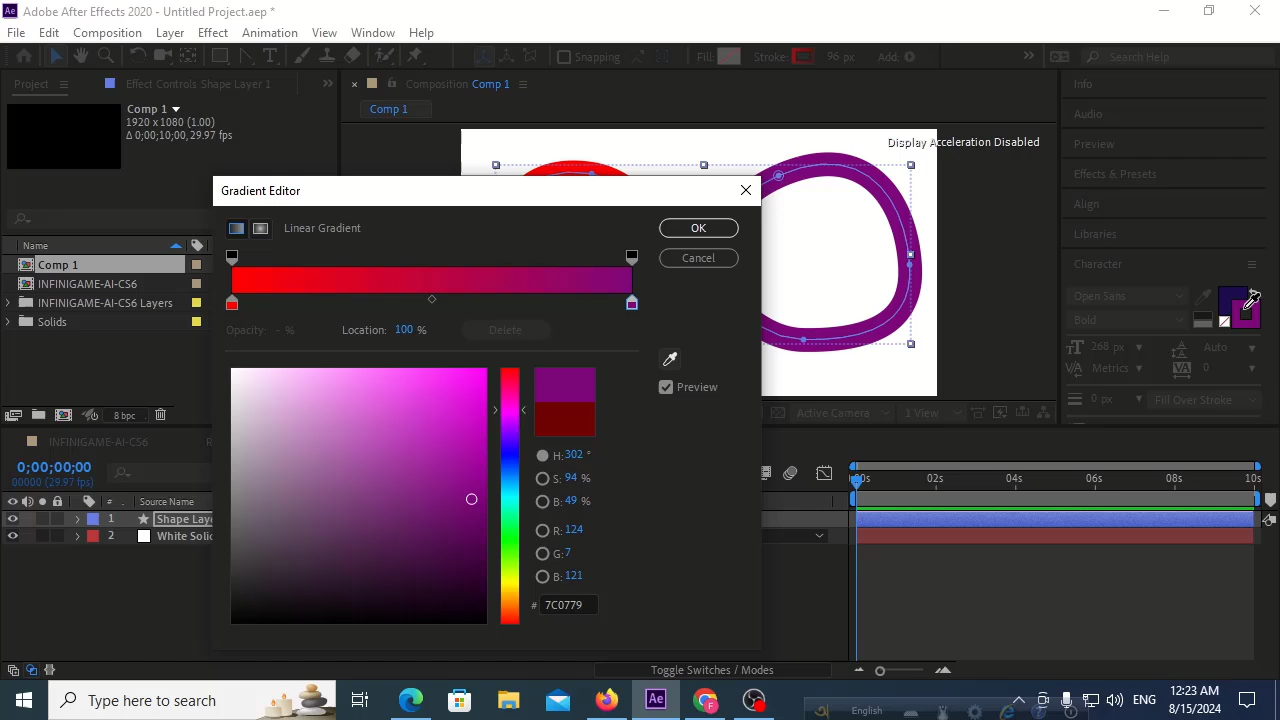 Adobe After Effects 2020 - Untitled Project.aep *
File Edit Composition Layer Effect Animation View Window Help
Snapping Fill: Stroke: 96 px Add: Search Help
Project Effect Controls Shape Layer 1 Composition Comp 1 Info
Comp 1
1920 x 1080 (1.00)
Δ 0;00;10;00, 29.97 fps
Comp 1
Audio
Display Acceleration Disabled
Preview
Effects & Presets
Align
Libraries
Character
Gradient Editor
Linear Gradient
OK
Cancel
Opacity: - % Location: 100 % Delete
Preview
H: 302 °
S: 94 %
B: 49 %
R: 124
G: 7
B: 121
# 7C0779
Name
Comp 1
INFINIGAME-AI-CS6
INFINIGAME-AI-CS6 Layers
Solids
8 bpc
Open Sans
Bold
268 px Auto
Metrics 0
0 px Fill Over Stroke
Active Camera 1 View
INFINIGAME-AI-CS6
0;00;00;00
00000 (29.97 fps)
# Source Name
1 Shape Laye
2 White Solid
00s 02s 04s 06s 08s 10s
Toggle Switches / Modes
Type here to search
Ae
ENG
12:23 AM
8/15/2024
English